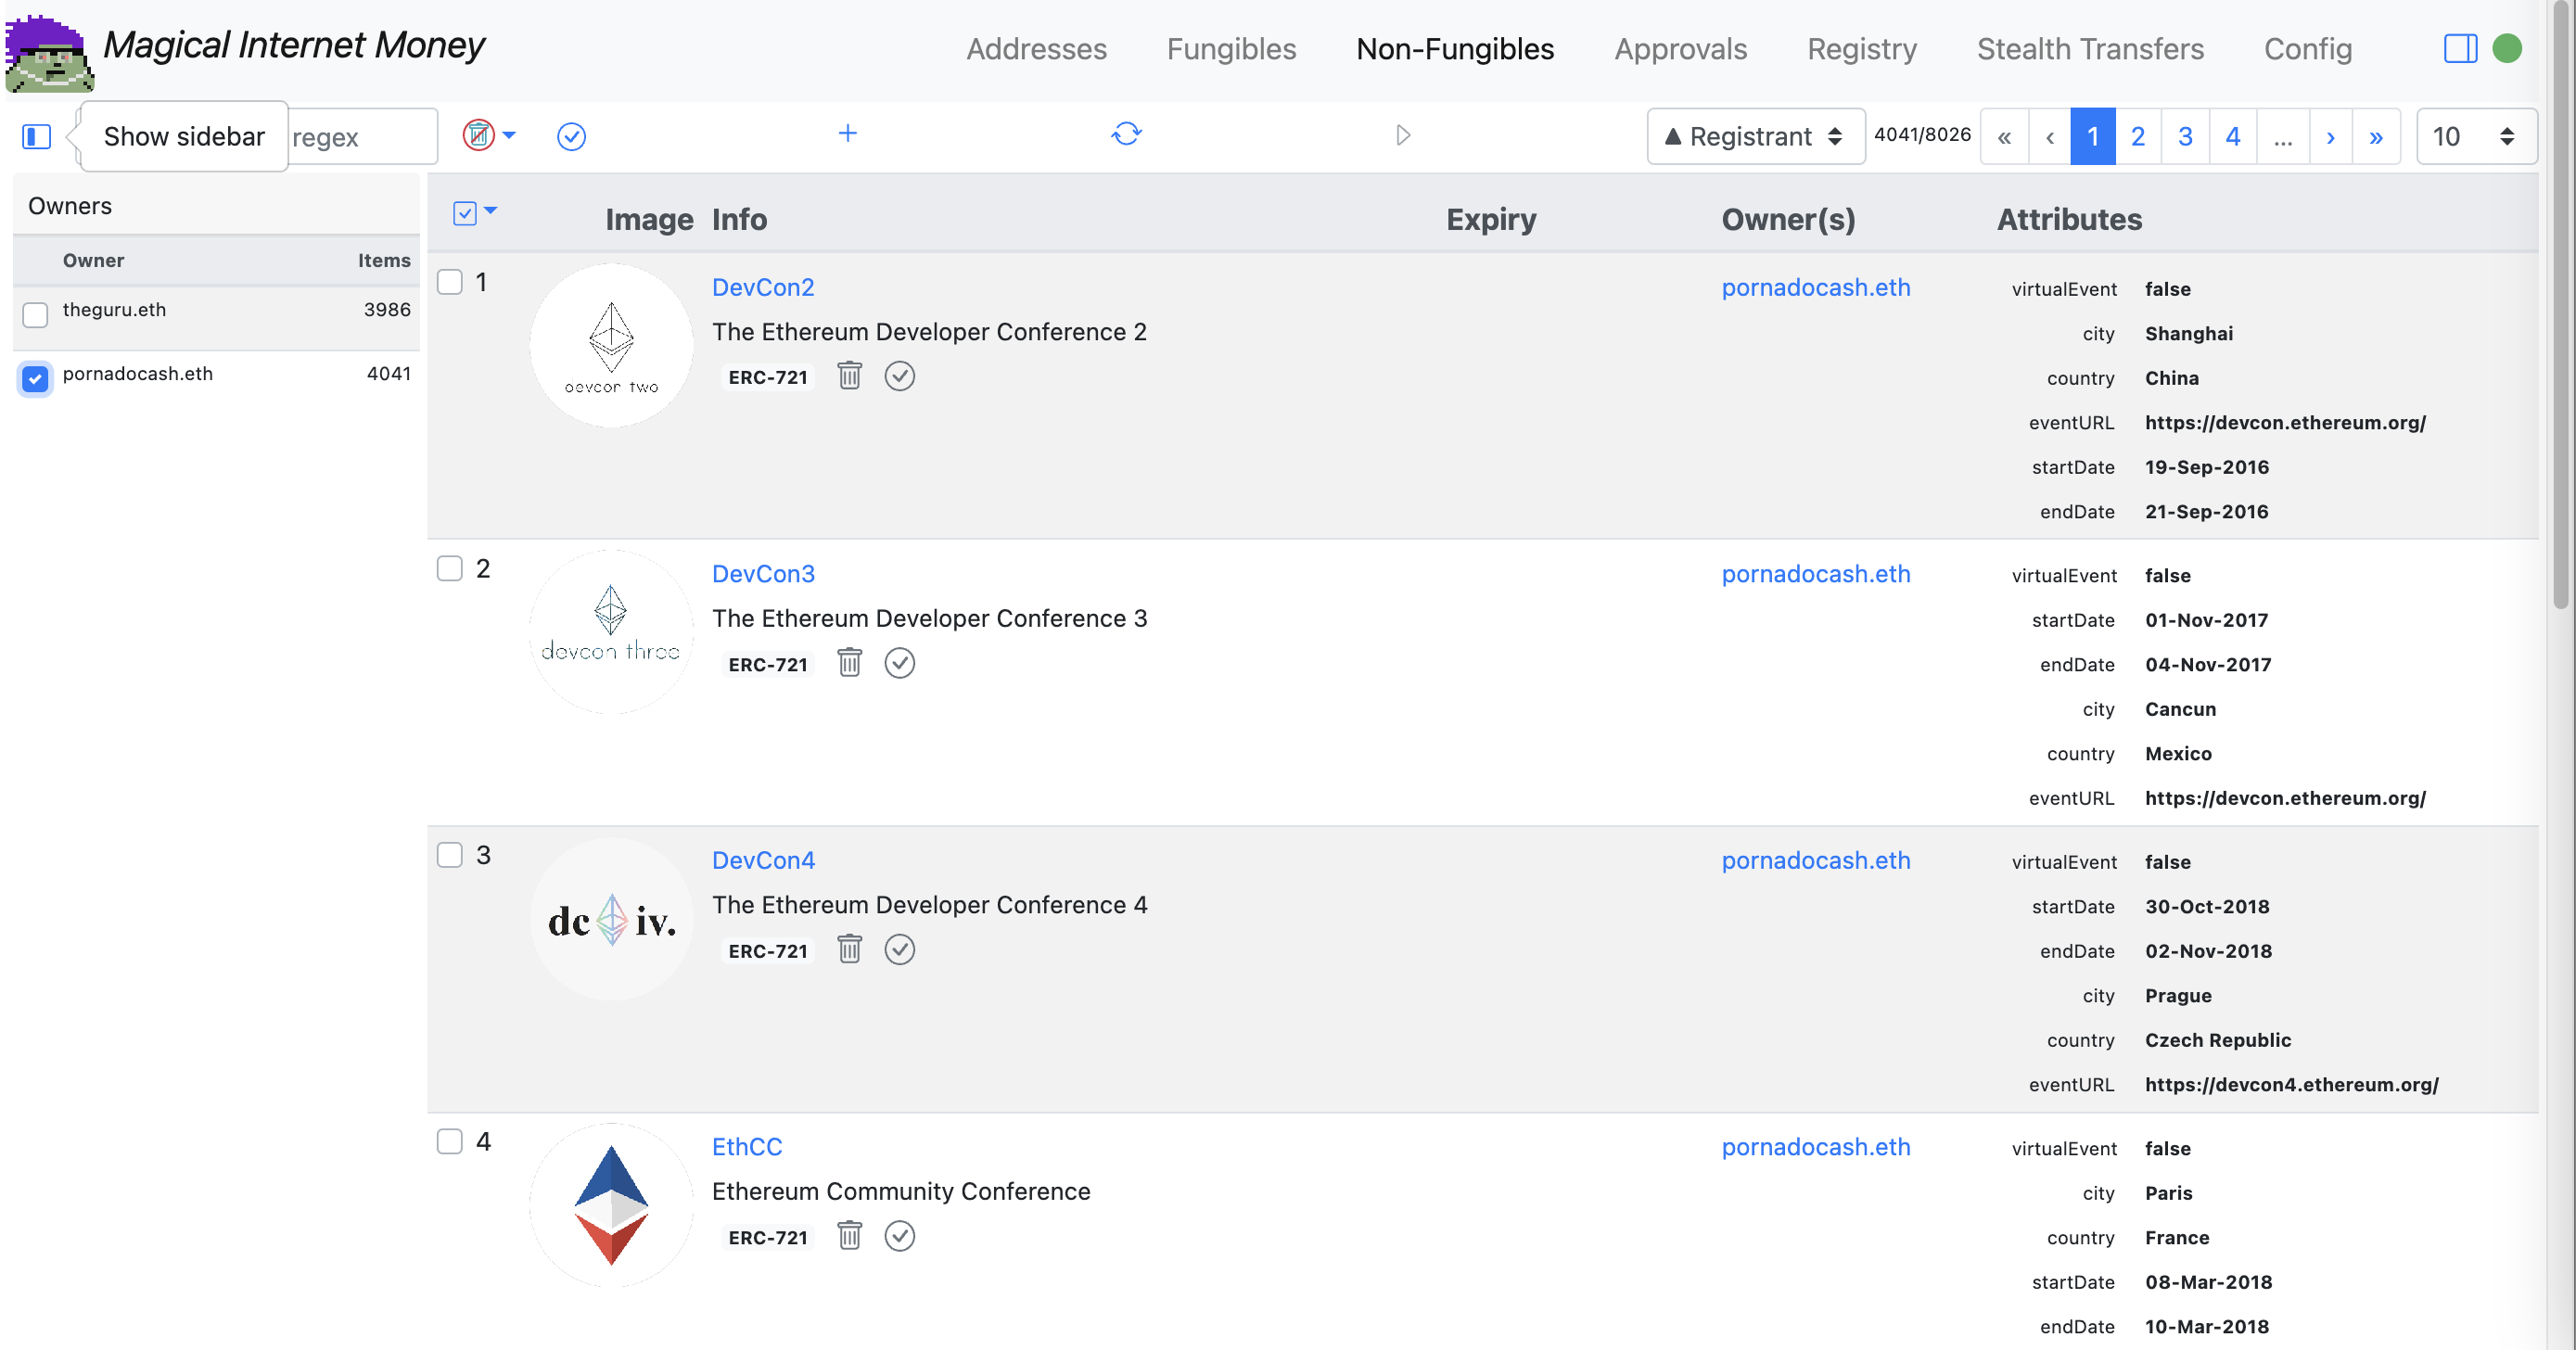 Magical Internet Money
Addresses Fungibles Non-Fungibles Approvals Registry Stealth Transfers Config
Show sidebar regex
▲ Registrant 4041/8026 « ‹ 1 2 3 4 ... › » 10
Owners
Owner Items
theguru.eth 3986
pornadocash.eth 4041
Image Info Expiry Owner(s) Attributes
1 DevCon2 pornadocash.eth virtualEvent false
The Ethereum Developer Conference 2 city Shanghai
ERC-721 country China
eventURL https://devcon.ethereum.org/
startDate 19-Sep-2016
endDate 21-Sep-2016
2 DevCon3 pornadocash.eth virtualEvent false
devcon three
The Ethereum Developer Conference 3 startDate 01-Nov-2017
ERC-721 endDate 04-Nov-2017
city Cancun
country Mexico
eventURL https://devcon.ethereum.org/
3 DevCon4 pornadocash.eth virtualEvent false
dc iv.
The Ethereum Developer Conference 4 startDate 30-Oct-2018
ERC-721 endDate 02-Nov-2018
city Prague
country Czech Republic
eventURL https://devcon4.ethereum.org/
4 EthCC pornadocash.eth virtualEvent false
Ethereum Community Conference city Paris
ERC-721 country France
startDate 08-Mar-2018
endDate 10-Mar-2018